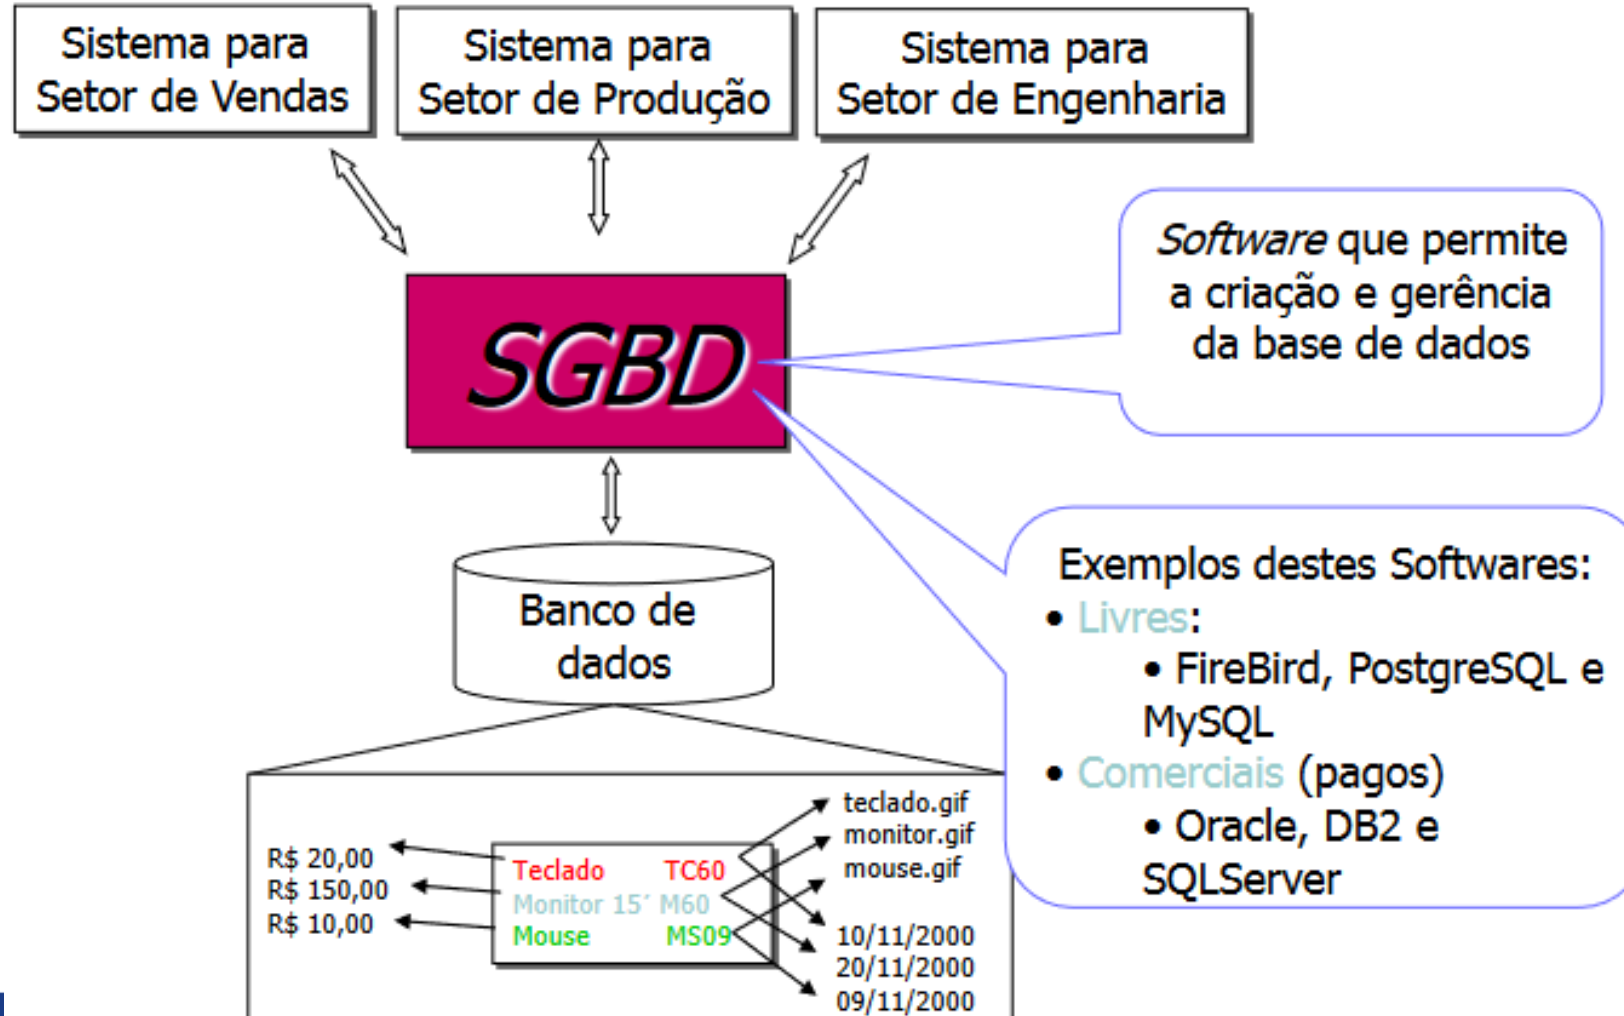 Sistema para
Setor de Vendas
Sistema para
Setor de Produção
Sistema para
Setor de Engenharia
SGBD
Software que permite
a criação e gerência
da base de dados
Banco de
dados
Exemplos destes Softwares:
• Livres:
• FireBird, PostgreSQL e
MySQL
• Comerciais (pagos)
• Oracle, DB2 e
SQLServer
R$ 20,00
R$ 150,00
R$ 10,00
Teclado TC60
Monitor 15´ M60
Mouse MS09
teclado.gif
monitor.gif
mouse.gif
10/11/2000
20/11/2000
09/11/2000